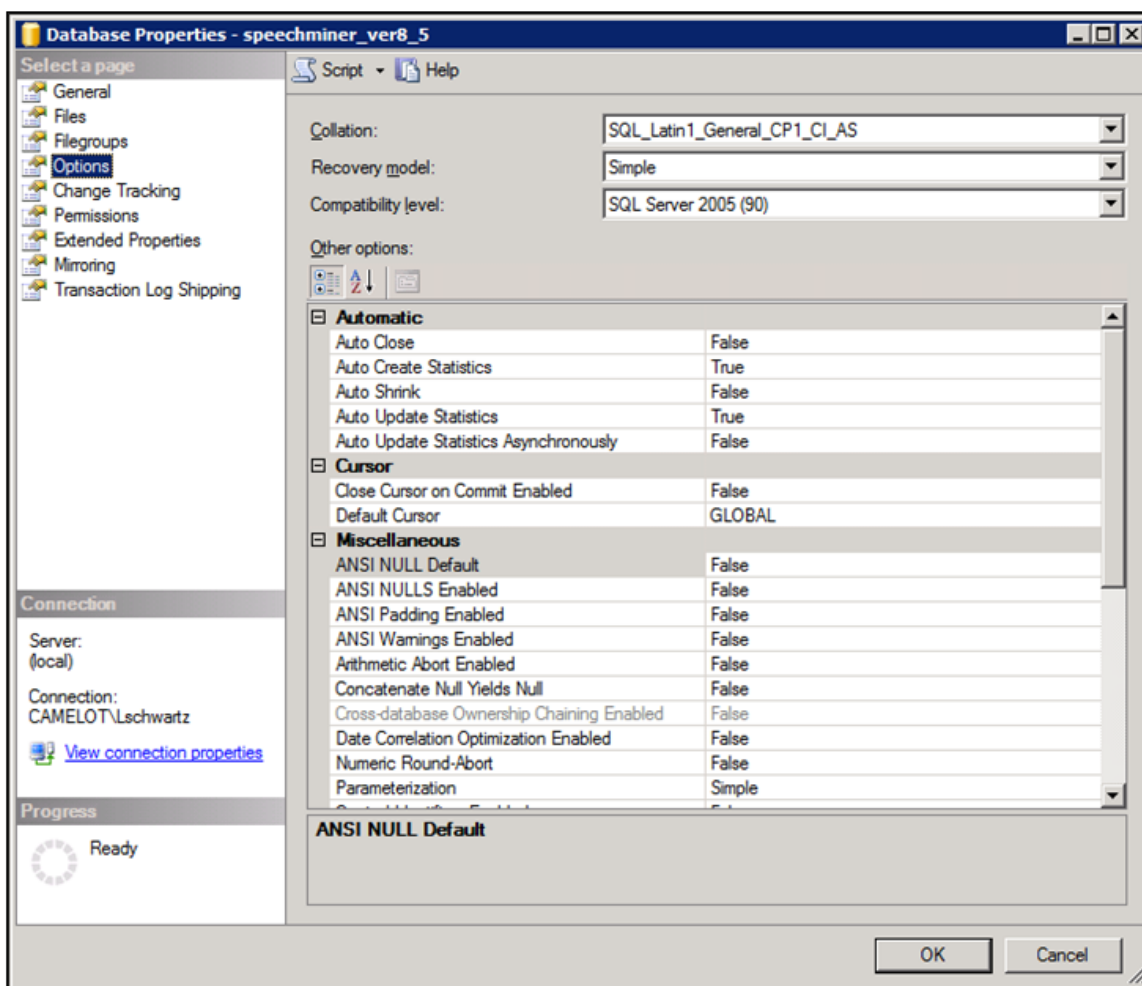 Database Properties - speechminer_ver8_5
Select a page
General
Files
Filegroups
Options
Change Tracking
Permissions
Extended Properties
Mirroring
Transaction Log Shipping
Connection
Server:
(local)
Connection:
CAMELOT\Lschwartz
View connection properties
Progress
Ready
Script Help
Collation: SQL_Latin1_General_CP1_CI_AS
Recovery model: Simple
Compatibility level: SQL Server 2005 (90)
Other options:
Automatic
Auto Close False
Auto Create Statistics True
Auto Shrink False
Auto Update Statistics True
Auto Update Statistics Asynchronously False
Cursor
Close Cursor on Commit Enabled False
Default Cursor GLOBAL
Miscellaneous
ANSI NULL Default False
ANSI NULLS Enabled False
ANSI Padding Enabled False
ANSI Warnings Enabled False
Arithmetic Abort Enabled False
Concatenate Null Yields Null False
Cross-database Ownership Chaining Enabled False
Date Correlation Optimization Enabled False
Numeric Round-Abort False
Parameterization Simple
ANSI NULL Default
OK Cancel